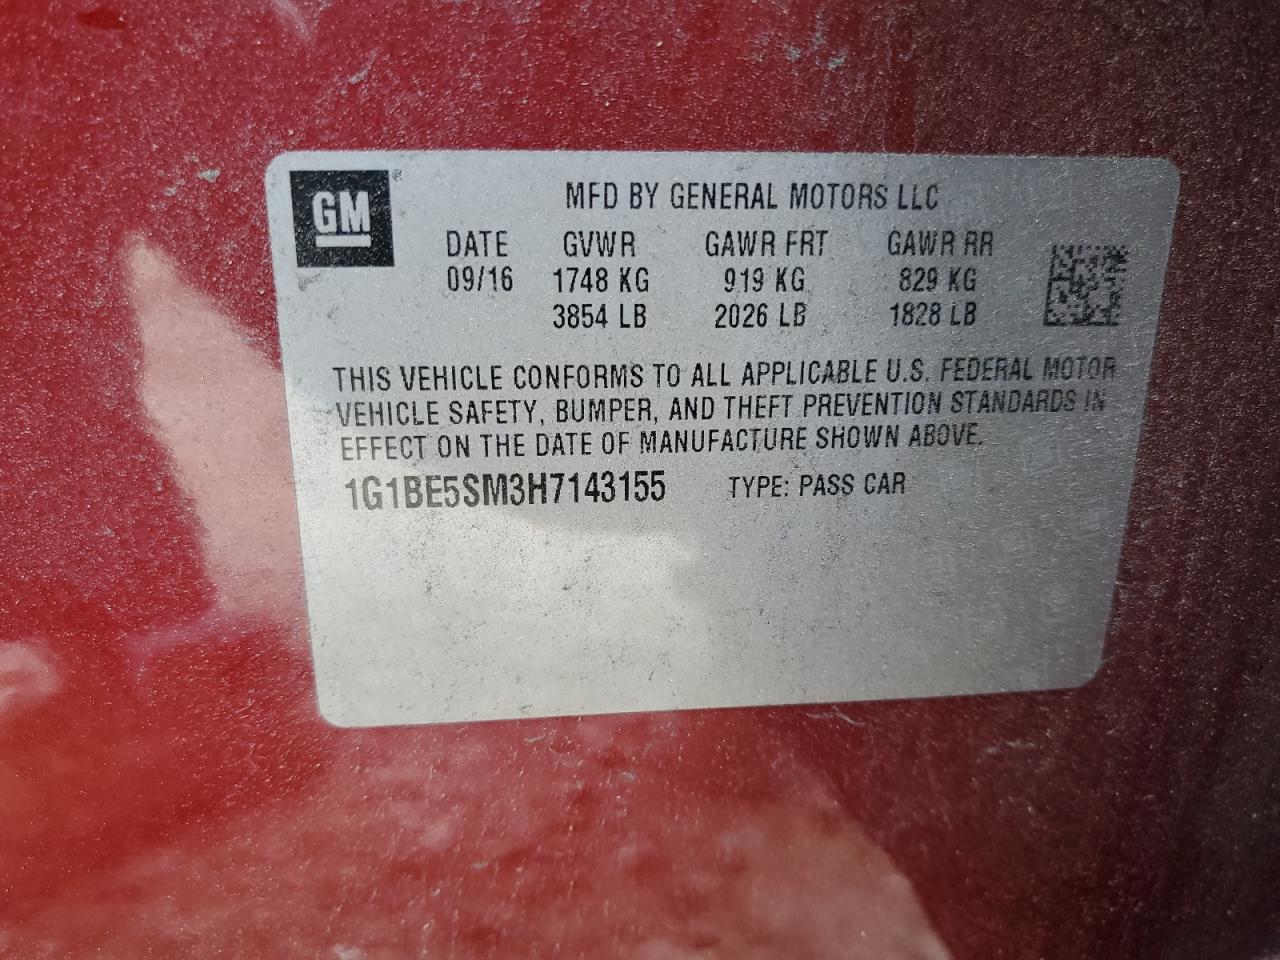 GM ®
MFD BY GENERAL MOTORS LLC
DATE GVWR GAWR FRT GAWR RR
09/16 1748 KG 919 KG 829 KG
3854 LB 2026 LB 1828 LB
THIS VEHICLE CONFORMS TO ALL APPLICABLE U.S. FEDERAL MOTOR
VEHICLE SAFETY, BUMPER, AND THEFT PREVENTION STANDARDS IN
EFFECT ON THE DATE OF MANUFACTURE SHOWN ABOVE.
1G1BE5SM3H7143155 TYPE: PASS CAR